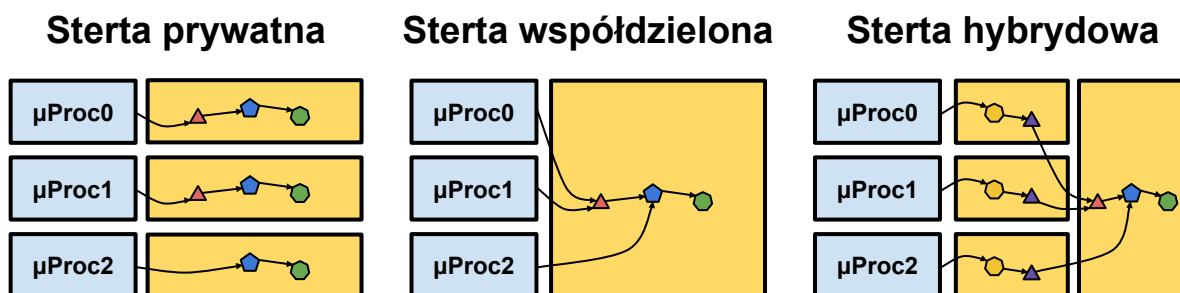 Sterta prywatna
Sterta współdzielona
Sterta hybrydowa
μProc0
μProc0
μProc0
μProc1
μProc1
μProc1
μProc2
μProc2
μProc2